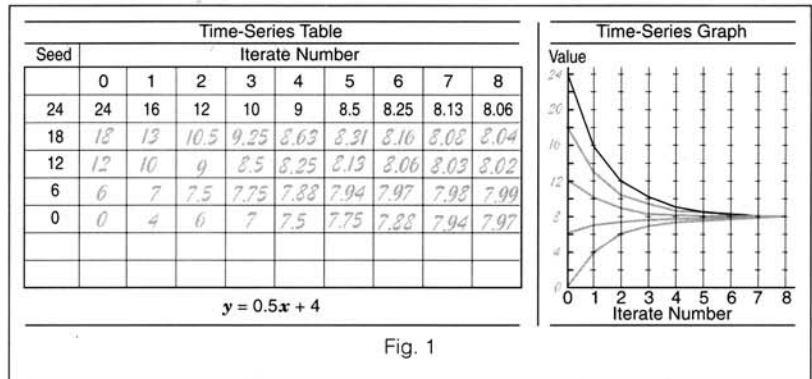 Time-Series Table
Seed Iterate Number
0 1 2 3 4 5 6 7 8
24 24 16 12 10 9 8.5 8.25 8.13 8.06
18 18 13 10.5 9.25 8.63 8.31 8.16 8.08 8.04
12 12 10 9 8.5 8.25 8.13 8.06 8.03 8.02
6 6 7 7.5 7.75 7.88 7.94 7.97 7.98 7.99
0 0 4 6 7 7.5 7.75 7.88 7.94 7.97
y = 0.5x + 4
Time-Series Graph
Value
24
20
16
12
8
4
0
0 1 2 3 4 5 6 7 8
Iterate Number
Fig. 1